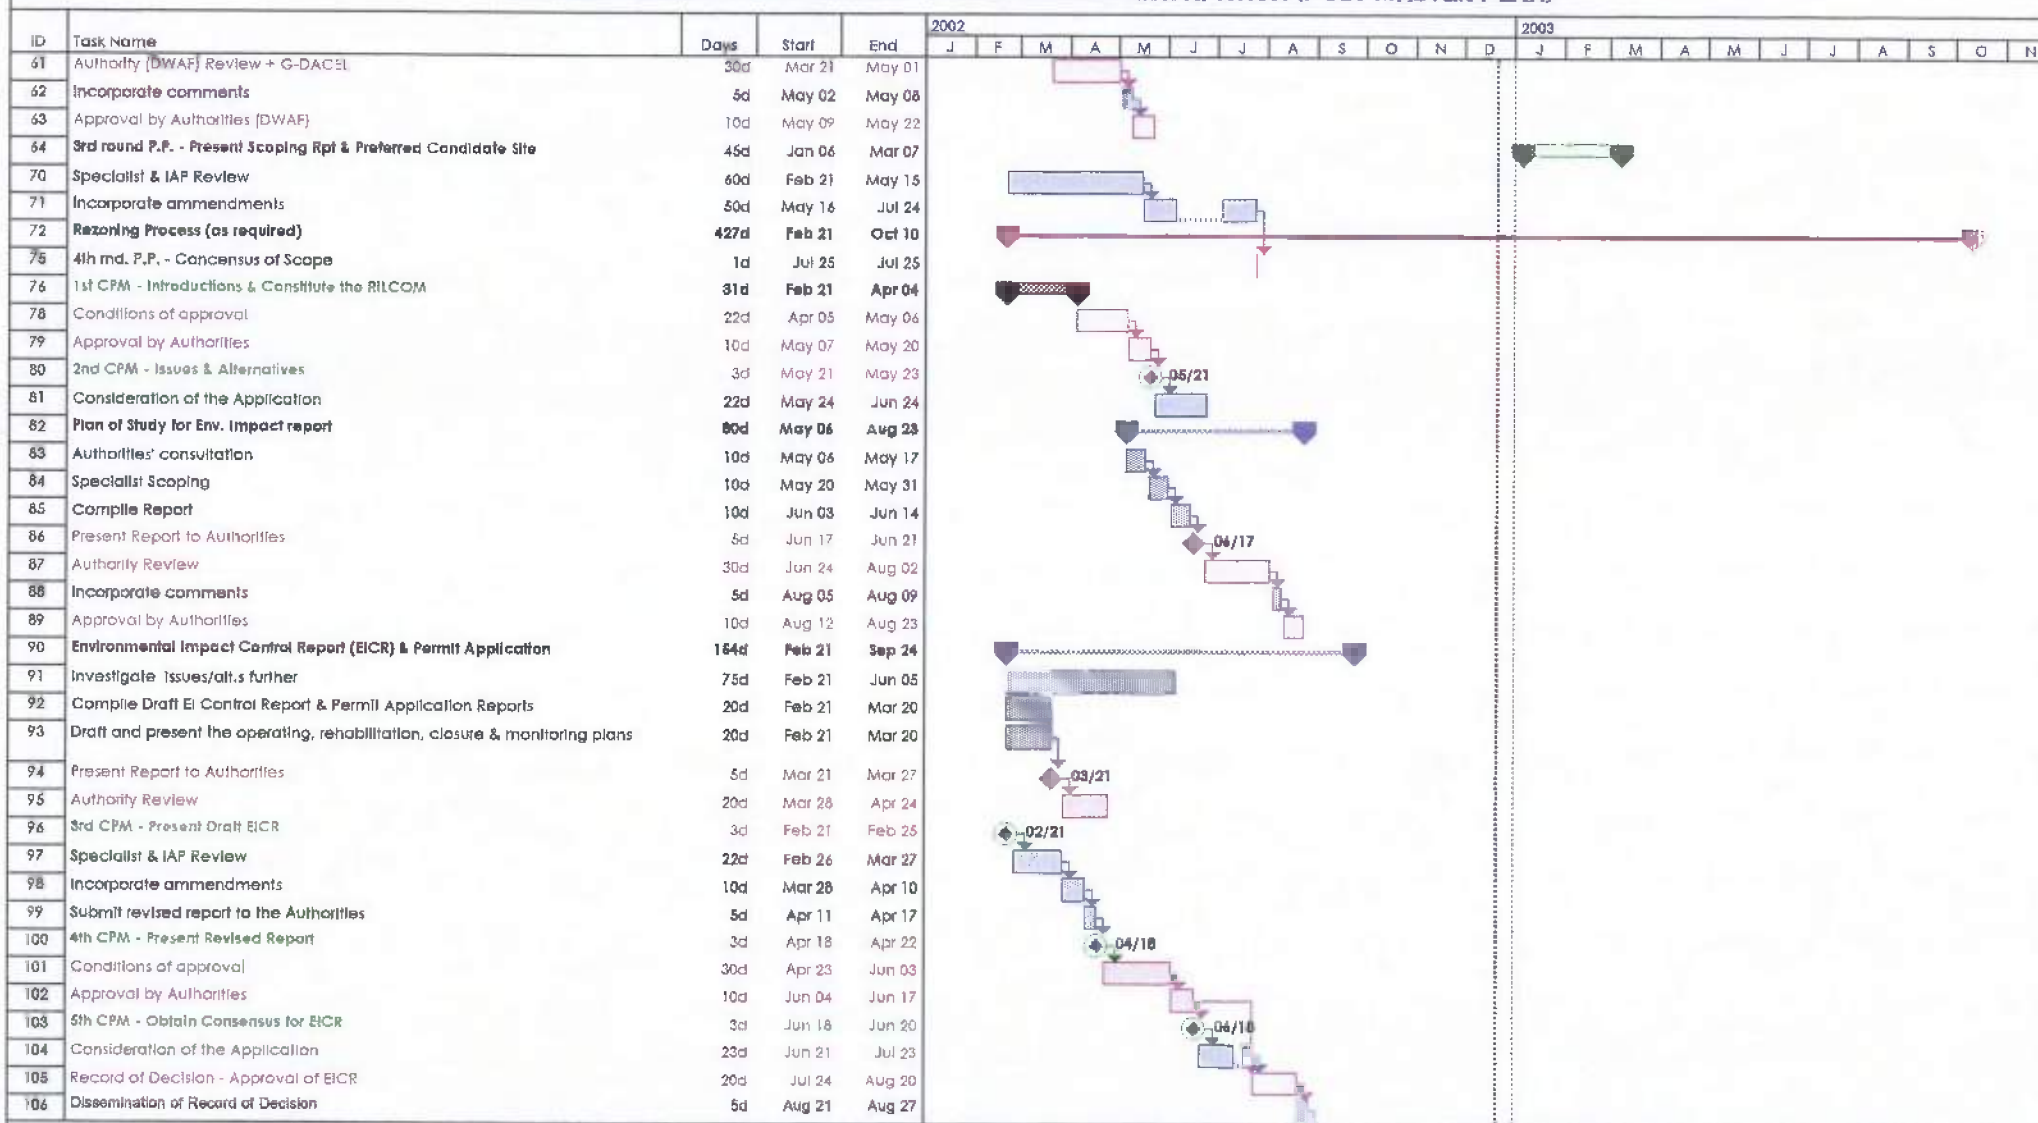 2002 2003
ID Task Name Days Start End J F M A M J J A S O N D J F M A M J J A S O N
61 Authority (DWAF) Review + G-DACEL 30d Mar 21 May 01
62 Incorporate comments 5d May 02 May 08
63 Approval by Authorities (DWAF) 10d May 09 May 22
64 3rd round P.P. - Present Scoping Rpt & Preferred Candidate Site 45d Jan 06 Mar 07
70 Specialist & IAP Review 60d Feb 21 May 15
71 Incorporate ammendments 50d May 16 Jul 24
72 Rezoning Process (as required) 427d Feb 21 Oct 10
75 4th rnd. P.P. - Concensus of Scope 1d Jul 25 Jul 25
76 1st CPM - Introductions & Constitute the RILCOM 31d Feb 21 Apr 04
78 Conditions of approval 22d Apr 05 May 06
79 Approval by Authorities 10d May 07 May 20
80 2nd CPM - Issues & Alternatives 3d May 21 May 23 05/21
81 Consideration of the Application 22d May 24 Jun 24
82 Plan of Study for Env. Impact report 80d May 06 Aug 23
83 Authorities' consultation 10d May 06 May 17
84 Specialist Scoping 10d May 20 May 31
85 Compile Report 10d Jun 03 Jun 14
86 Present Report to Authorities 5d Jun 17 Jun 21 06/17
87 Authority Review 30d Jun 24 Aug 02
88 Incorporate comments 5d Aug 05 Aug 09
89 Approval by Authorities 10d Aug 12 Aug 23
90 Environmental Impact Control Report (EICR) & Permit Application 154d Feb 21 Sep 24
91 Investigate Issues/alt.s further 75d Feb 21 Jun 05
92 Compile Draft EI Control Report & Permit Application Reports 20d Feb 21 Mar 20
93 Draft and present the operating, rehabilitation, closure & monitoring plans 20d Feb 21 Mar 20
94 Present Report to Authorities 5d Mar 21 Mar 27 03/21
95 Authority Review 20d Mar 28 Apr 24
96 3rd CPM - Present Draft EICR 3d Feb 21 Feb 25 02/21
97 Specialist & IAP Review 22d Feb 26 Mar 27
98 Incorporate ammendments 10d Mar 28 Apr 10
99 Submit revised report to the Authorities 5d Apr 11 Apr 17
100 4th CPM - Present Revised Report 3d Apr 18 Apr 22 04/18
101 Conditions of approval 30d Apr 23 Jun 03
102 Approval by Authorities 10d Jun 04 Jun 17
103 5th CPM - Obtain Consensus for EICR 3d Jun 18 Jun 20 06/18
104 Consideration of the Application 23d Jun 21 Jul 23
105 Record of Decision - Approval of EICR 20d Jul 24 Aug 20
106 Dissemination of Record of Decision 5d Aug 21 Aug 27